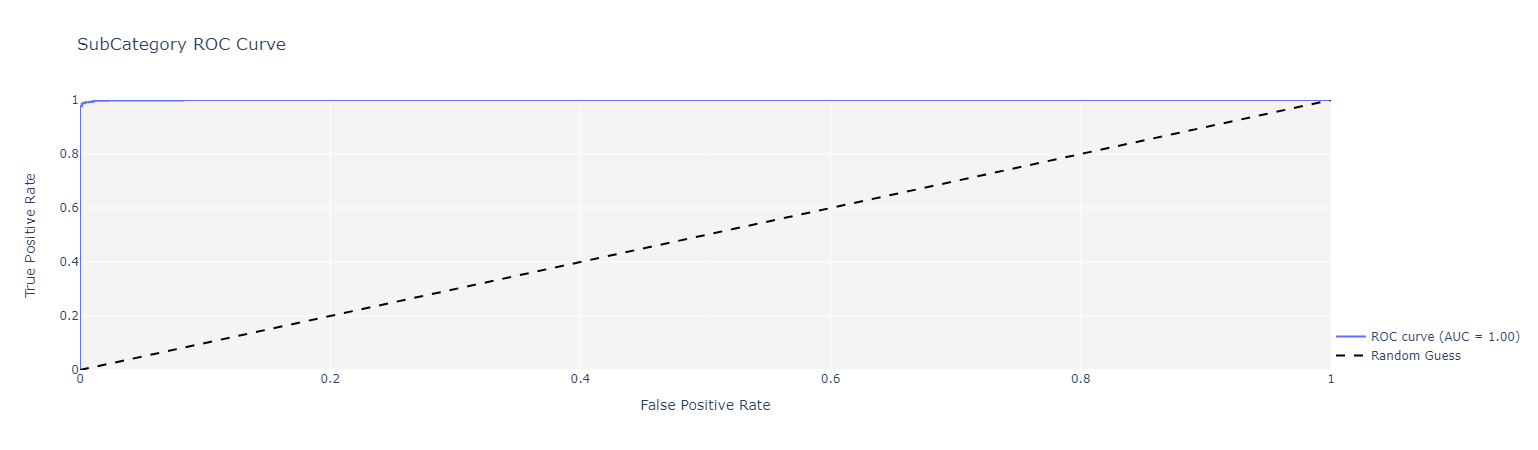 SubCategory ROC Curve
True Positive Rate
1
0.8
0.6
0.4
0.2
0
0 0.2 0.4 0.6 0.8 1
False Positive Rate
ROC curve (AUC = 1.00)
Random Guess